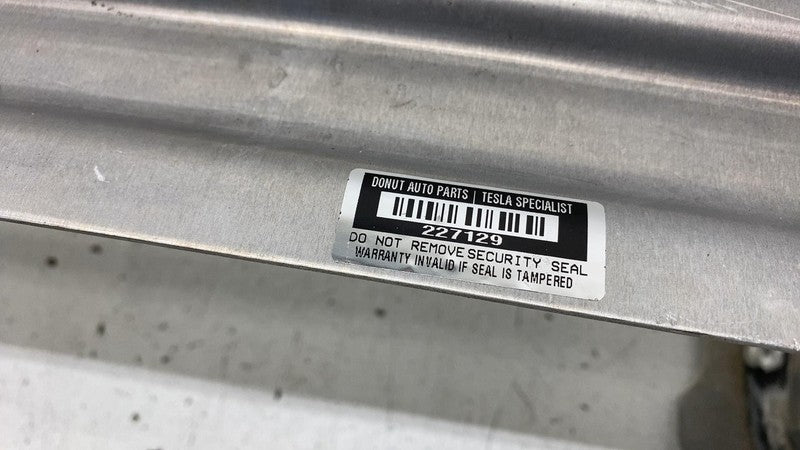 DONUT AUTO PARTS | TESLA SPECIALIST
227129
DO NOT REMOVE SECURITY SEAL
WARRANTY INVALID IF SEAL IS TAMPERED